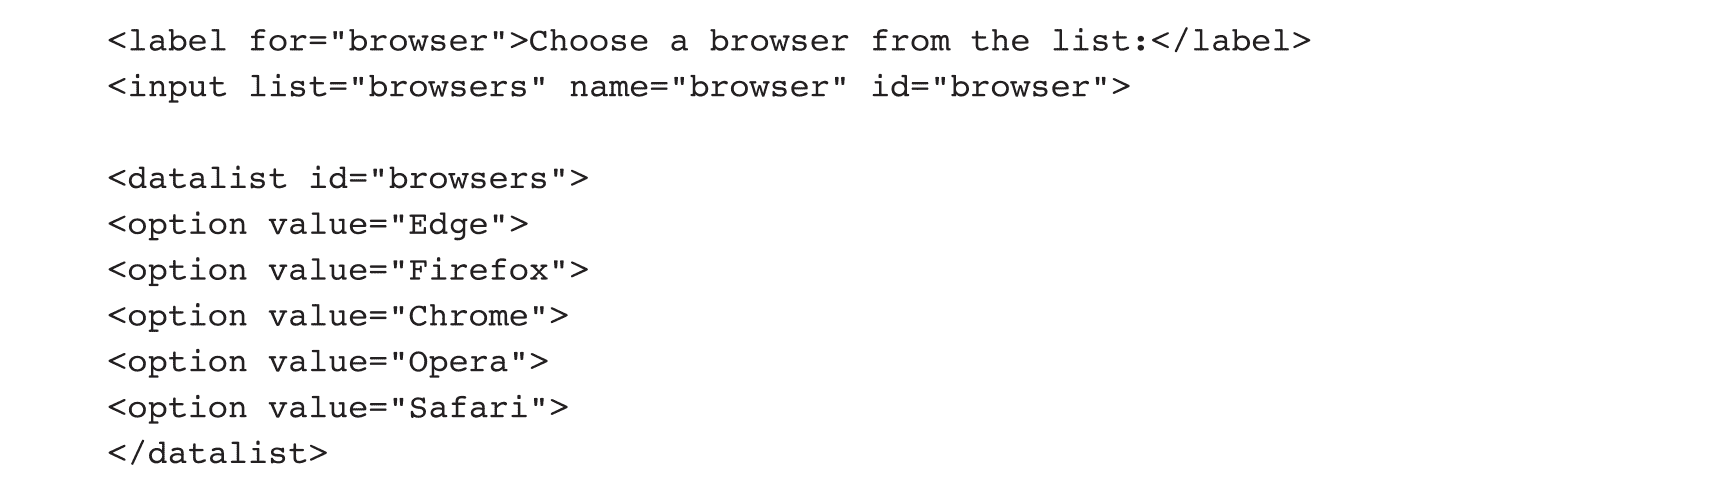 <label for="browser">Choose a browser from the list:</label>
<input list="browsers" name="browser" id="browser">
<datalist id="browsers">
<option value="Edge">
<option value="Firefox">
<option value="Chrome">
<option value="Opera">
<option value="Safari">
</datalist>